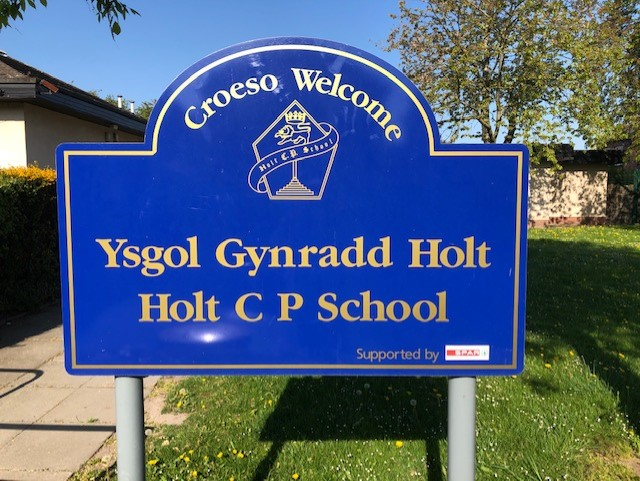 Croeso Welcome
Holt C.P. School
Ysgol Gynradd Holt
Holt C P School
Supported by SPAR